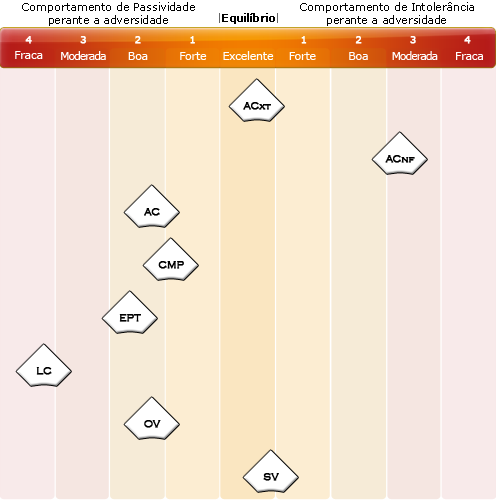 Comportamento de Passividade
perante a adversidade
|Equilíbrio|
Comportamento de Intolerância
perante a adversidade
4 3 2 1 1 2 3 4
Fraca Moderada Boa Forte Excelente Forte Boa Moderada Fraca
ACXT
ACNF
AC
CMP
EPT
LC
OV
SV